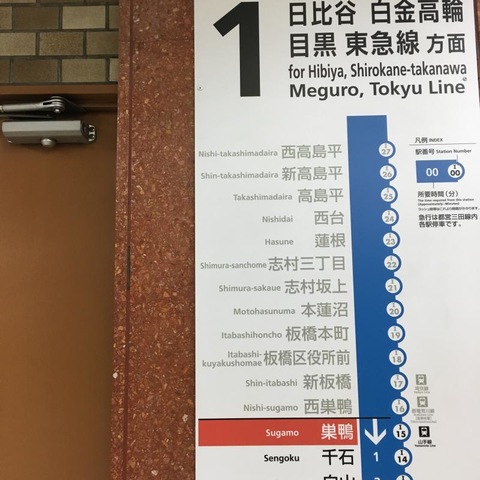 1
日比谷 白金高輪
目黒 東急線 方面
for Hibiya, Shirokane-takanawa
Meguro, Tokyu Line
凡例 INDEX
駅番号 Station Number
00 I 00
所要時間（分）
急行は都営三田線内
各駅停車です。
Nishi-takashimadaira 西高島平 I 27
Shin-takashimadaira 新高島平 I 26
Takashimadaira 高島平 I 25
Nishidai 西台 I 24
Hasune 蓮根 I 23
Shimura-sanchome 志村三丁目 I 22
Shimura-sakaue 志村坂上 I 21
Motohasunuma 本蓮沼 I 20
Itabashihoncho 板橋本町 I 19
Itabashi-
kuyakushomae 板橋区役所前 I 18
Shin-itabashi 新板橋 I 17
Nishi-sugamo 西巣鴨 I 16
Sugamo 巣鴨 I 15 山手線
Sengoku 千石 1 I 14
白山